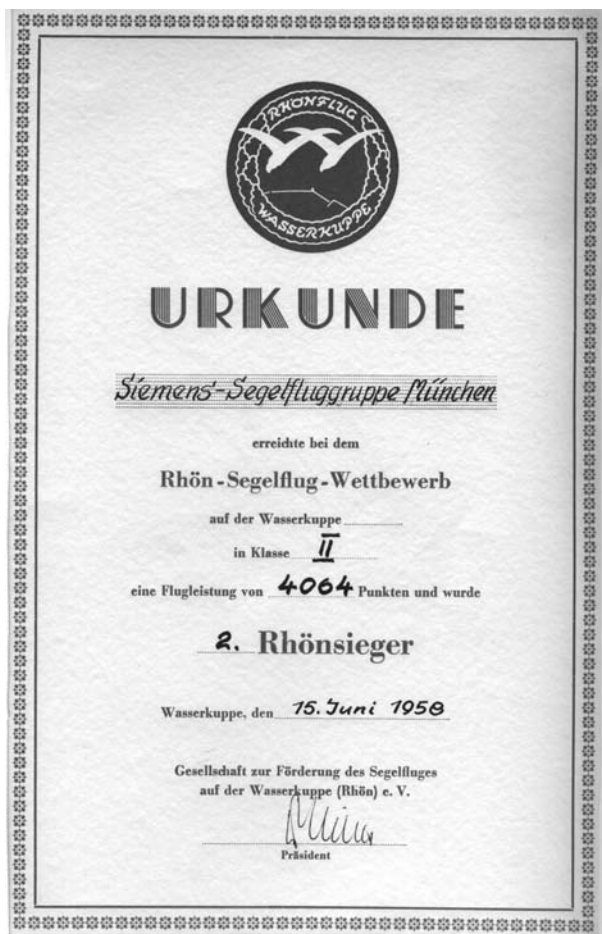 RHÖNFLUG
WASSERKUPPE
URKUNDE
Siemens-Segelfluggruppe München
erreichte bei dem
Rhön-Segelflug-Wettbewerb
auf der Wasserkuppe
in Klasse II
eine Flugleistung von 4064 Punkten und wurde
2. Rhönsieger
Wasserkuppe, den 15. Juni 1958
Gesellschaft zur Förderung des Segelfluges
auf der Wasserkuppe (Rhön) e. V.
Präsident